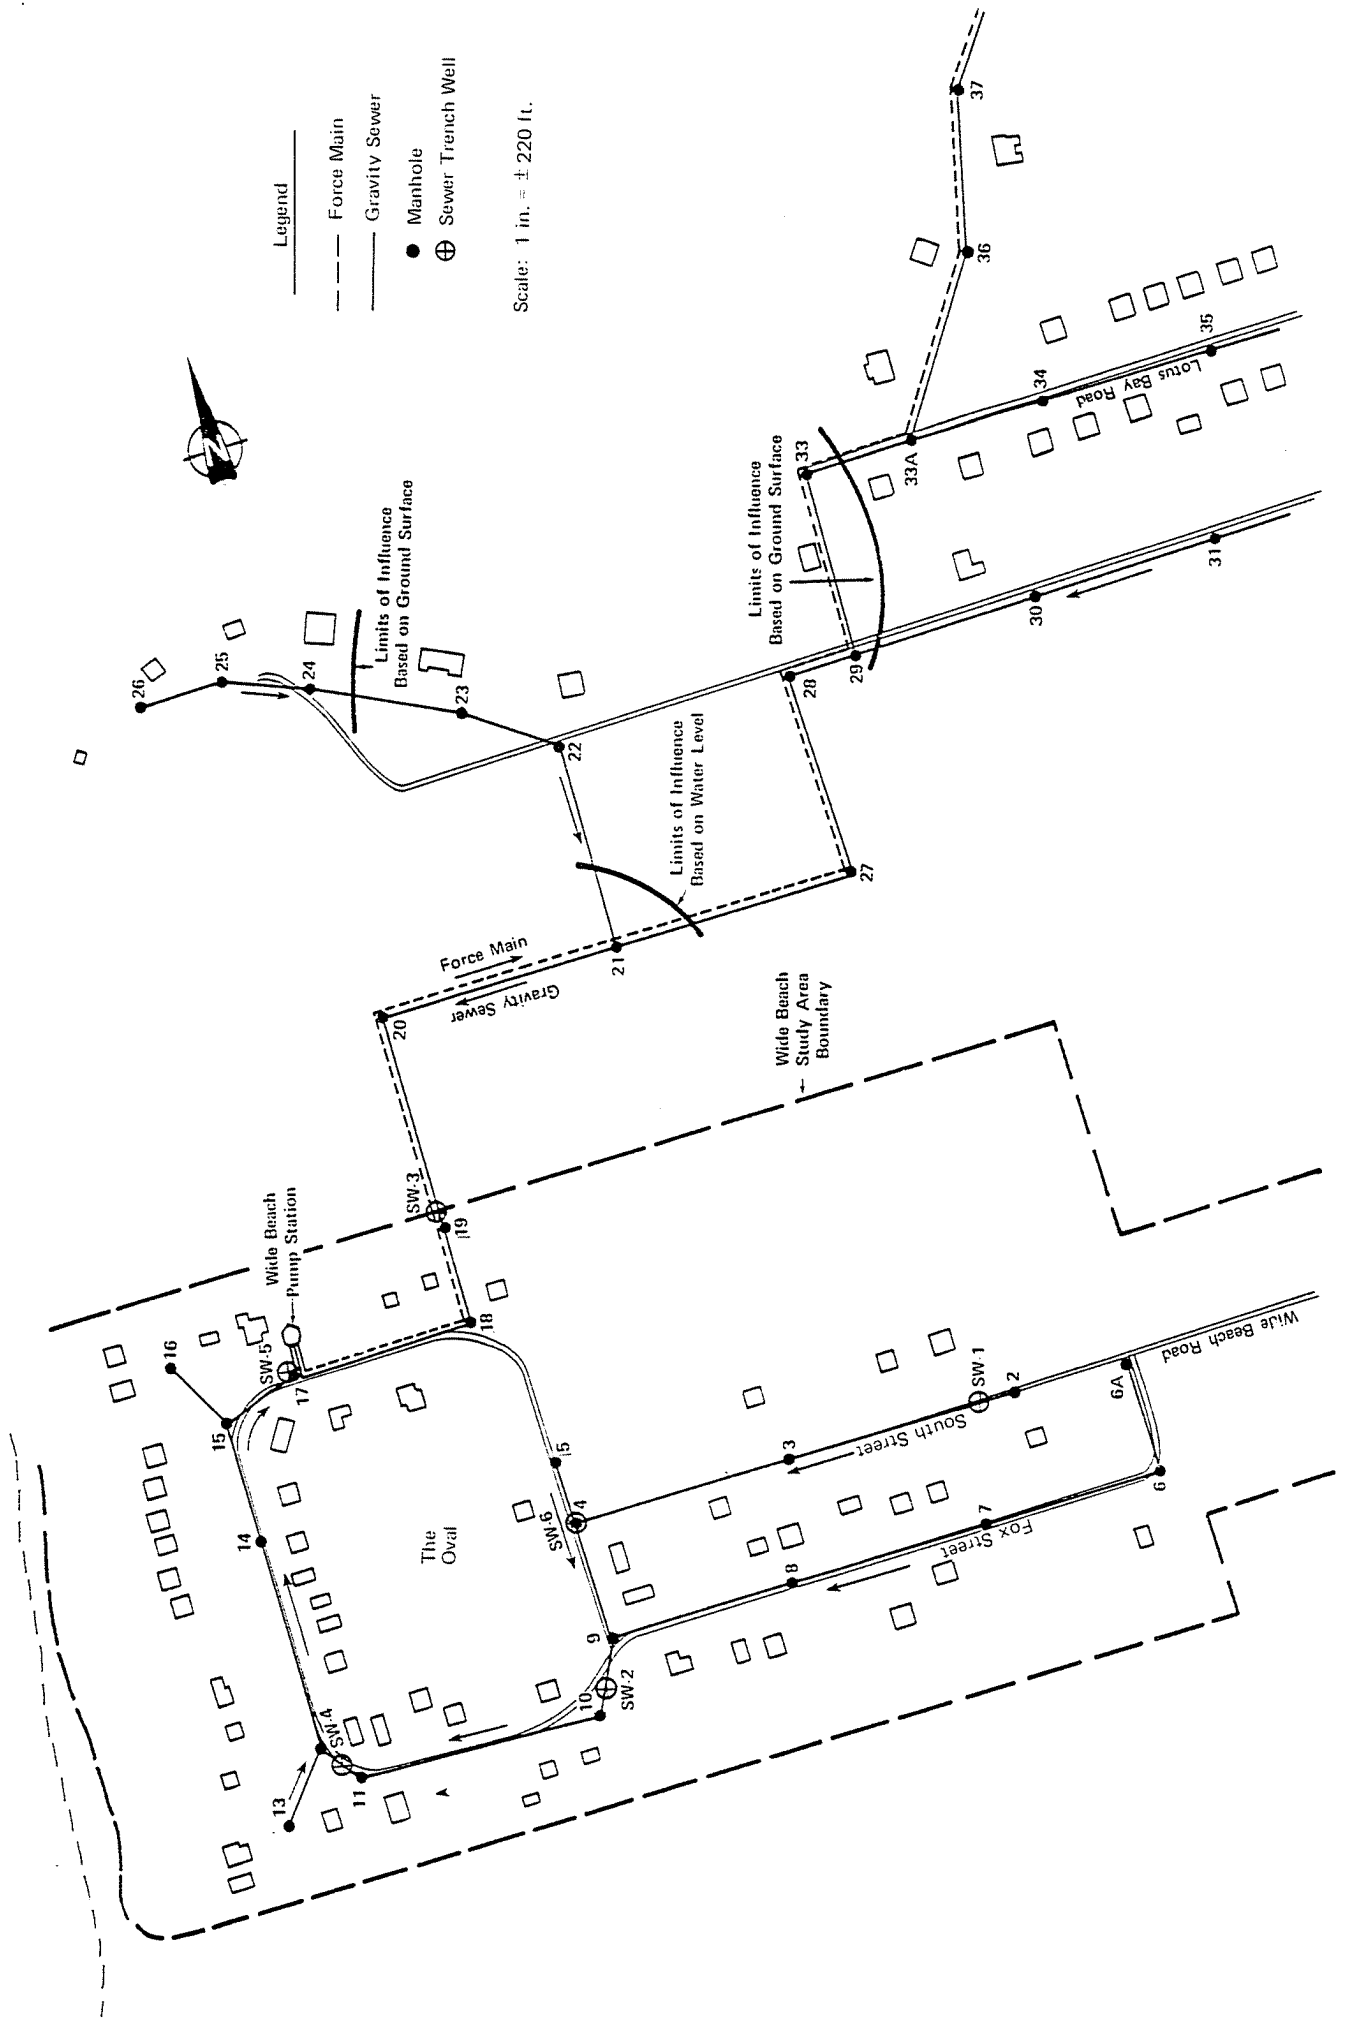 Legend
Force Main
Gravity Sewer
Manhole
Sewer Trench Well
Scale: 1 in. = ± 220 ft.
N
37
36
35
34
Lotus Bay Road
33A
33
31
30
29
28
27
Limits of Influence
Based on Ground Surface
Limits of Influence
Based on Ground Surface
26
25
24
23
22
Limits of Influence
Based on Water Level
21
Force Main
Gravity Sewer
20
Wide Beach
Study Area
Boundary
SW-3
19
18
Wide Beach
Pump Station
SW-5
17
16
15
14
The
Oval
5
4
SW-6
3
South Street
SW-1
2
Wide Beach Road
6A
6
7
Fox Street
8
9
10
SW-2
11
SW-4
13